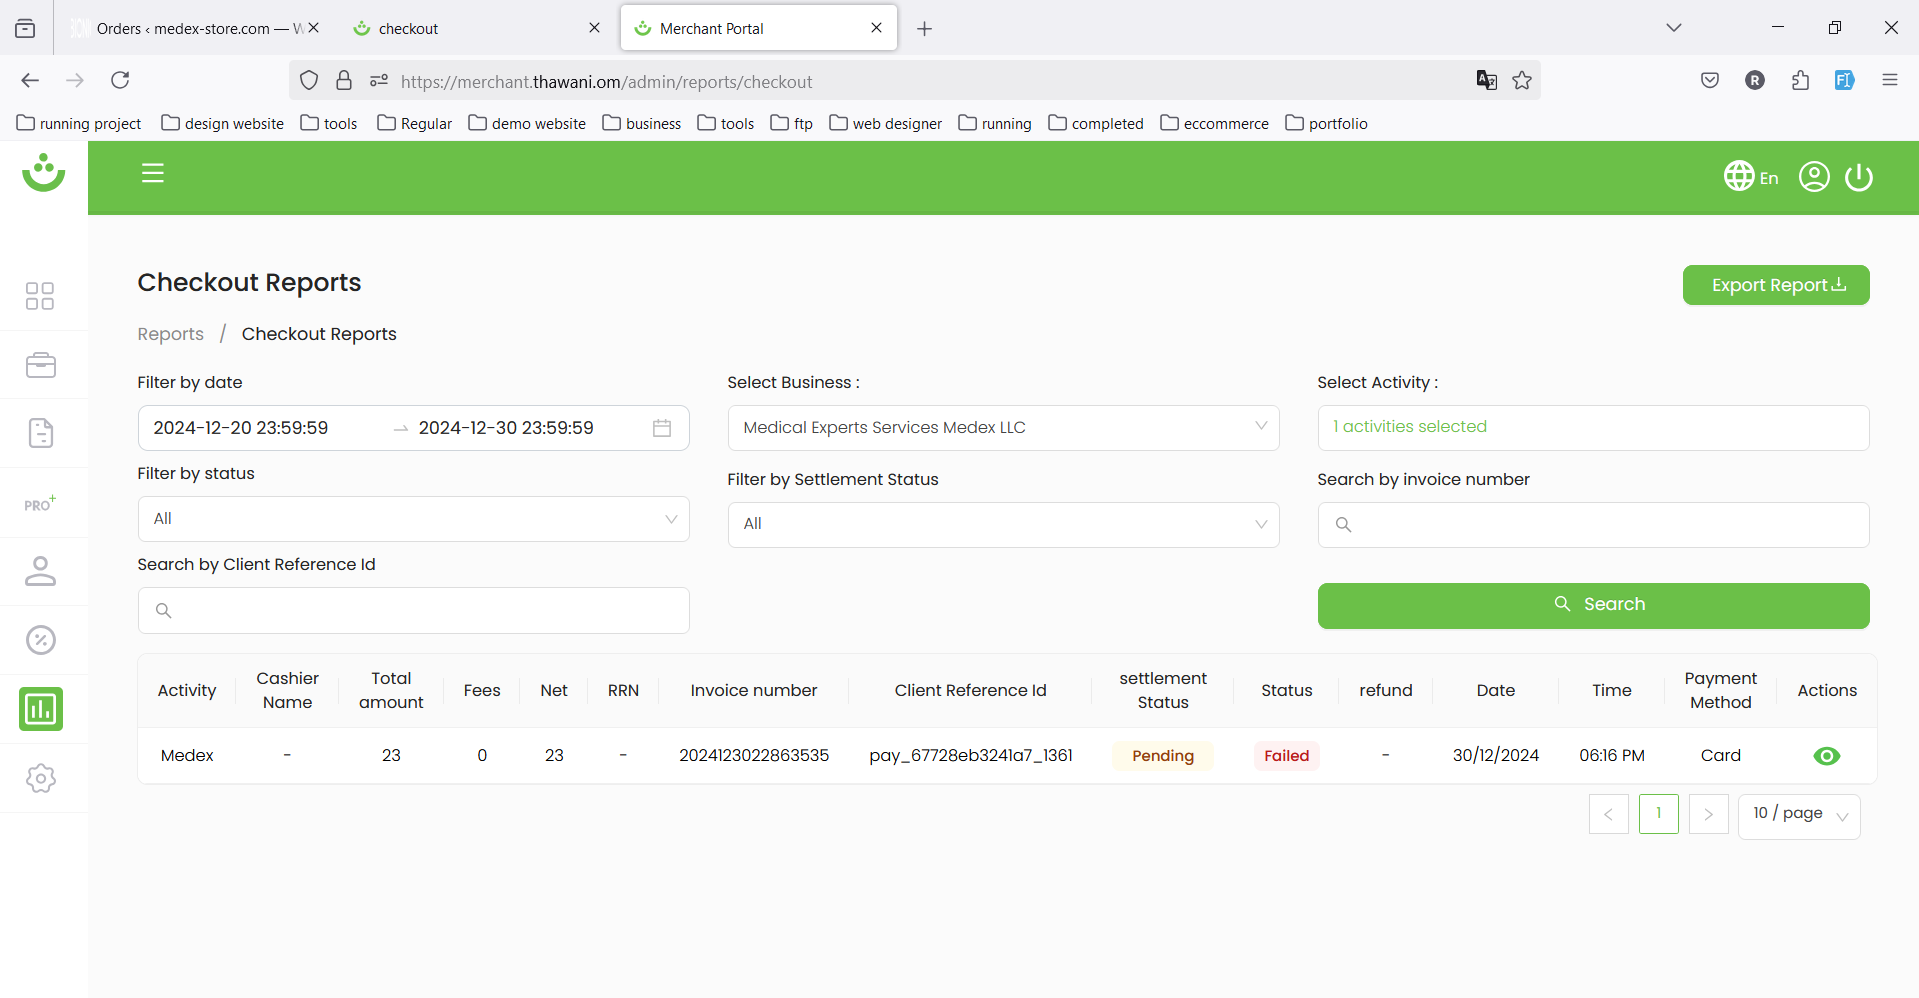 Orders ‹ medex-store.com — W
checkout
Merchant Portal
https://merchant.thawani.om/admin/reports/checkout
R
FI
running project
design website
tools
Regular
demo website
business
tools
ftp
web designer
running
completed
eccommerce
portfolio
En
Checkout Reports
Export Report
Reports / Checkout Reports
Filter by date
Select Business :
Select Activity :
2024-12-20 23:59:59
2024-12-30 23:59:59
Medical Experts Services Medex LLC
1 activities selected
Filter by status
Filter by Settlement Status
Search by invoice number
All
All
PRO+
Search by Client Reference Id
Search
Activity
Cashier Name
Total amount
Fees
Net
RRN
Invoice number
Client Reference Id
settlement Status
Status
refund
Date
Time
Payment Method
Actions
Medex - 23 0 23 - 2024123022863535 pay_67728eb3241a7_1361 Pending Failed - 30/12/2024 06:16 PM Card
< 1 > 10 / page